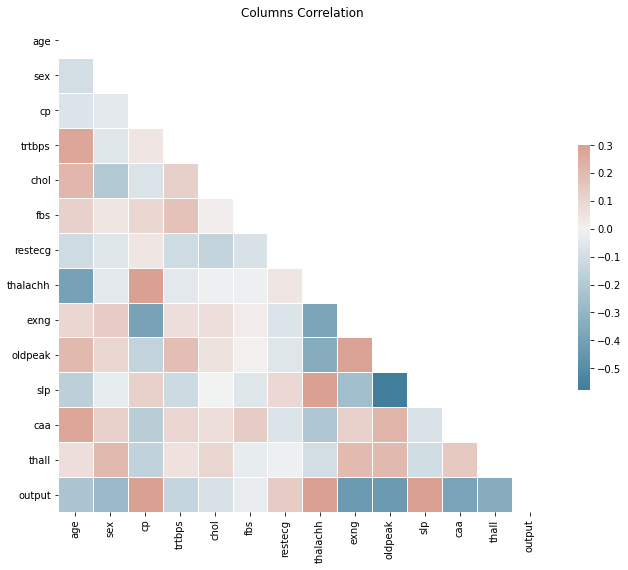 Columns Correlation
age
sex
cp
trtbps
chol
fbs
restecg
thalachh
exng
oldpeak
slp
caa
thall
output
age
sex
cp
trtbps
chol
fbs
restecg
thalachh
exng
oldpeak
slp
caa
thall
output
0.3
0.2
0.1
0.0
−0.1
−0.2
−0.3
−0.4
−0.5